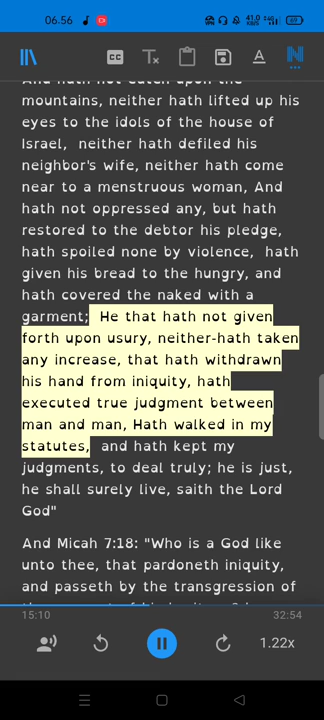 06.56
41,0 KB/S
69
CC
A
N
And hath not eaten upon the
mountains, neither hath lifted up his
eyes to the idols of the house of
Israel, neither hath defiled his
neighbor's wife, neither hath come
near to a menstruous woman, And
hath not oppressed any, but hath
restored to the debtor his pledge,
hath spoiled none by violence, hath
given his bread to the hungry, and
hath covered the naked with a
garment; He that hath not given
forth upon usury, neither-hath taken
any increase, that hath withdrawn
his hand from iniquity, hath
executed true judgment between
man and man, Hath walked in my
statutes, and hath kept my
judgments, to deal truly; he is just,
he shall surely live, saith the Lord
God"
And Micah 7:18: "Who is a God like
unto thee, that pardoneth iniquity,
and passeth by the transgression of
15:10 32:54
1.22x